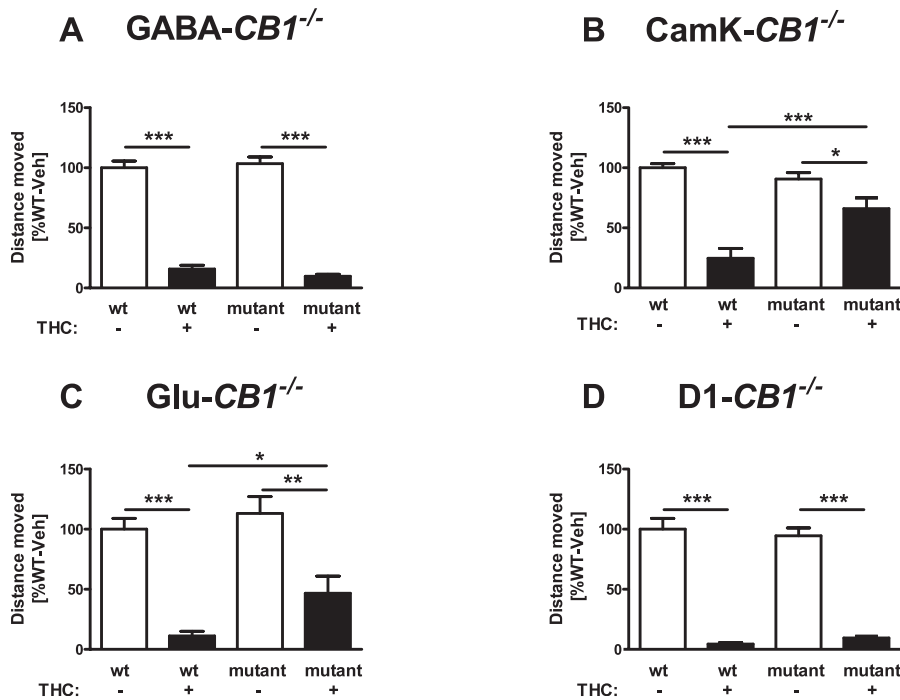 A GABA-CB1-/-
Distance moved
[%WT-Veh]
150
100
50
0
*** ***
wt wt mutant mutant
THC: - + - +
B CamK-CB1-/-
Distance moved
[%WT-Veh]
150
100
50
0
***
*** *
wt wt mutant mutant
THC: - + - +
C Glu-CB1-/-
Distance moved
[%WT-Veh]
150
100
50
0
*
*** **
wt wt mutant mutant
THC: - + - +
D D1-CB1-/-
Distance moved
[%WT-Veh]
150
100
50
0
*** ***
wt wt mutant mutant
THC: - + - +